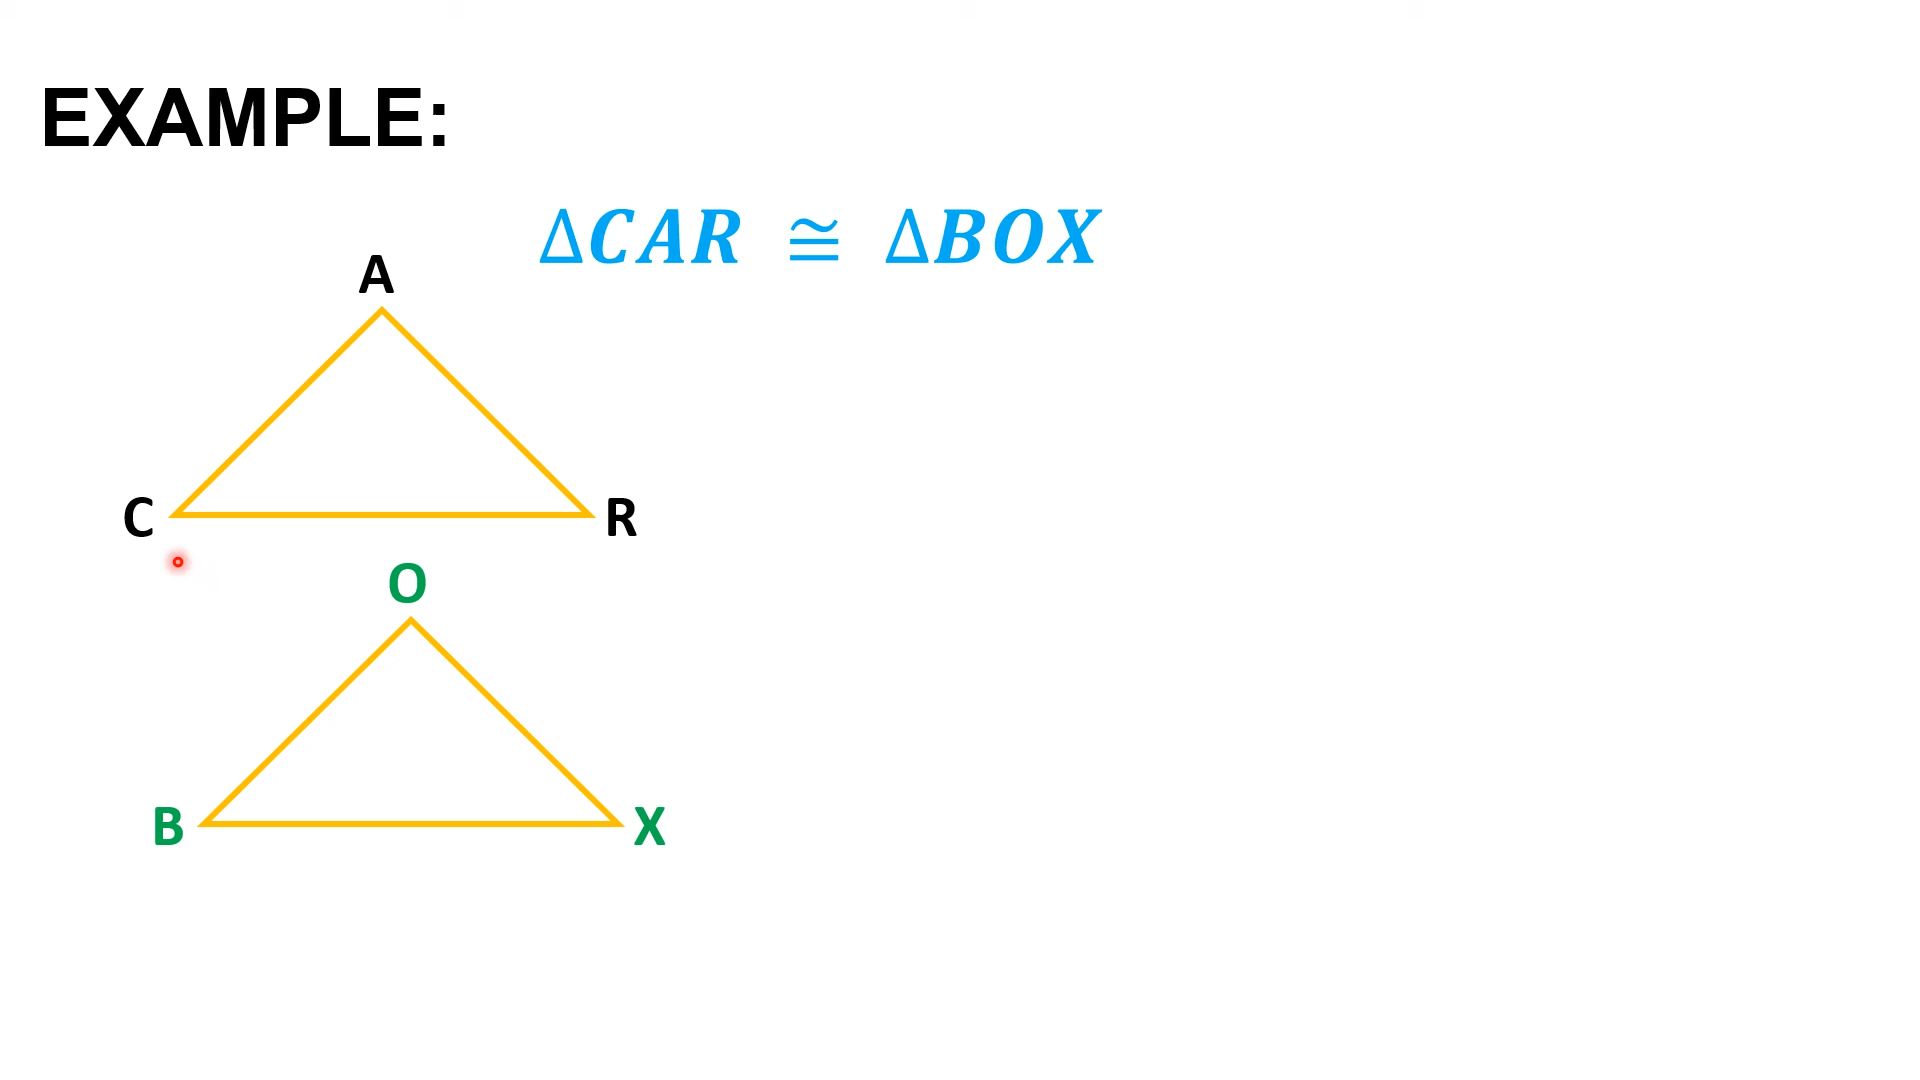 EXAMPLE:
ΔCAR ≅ ΔBOX
A
C R
O
B X